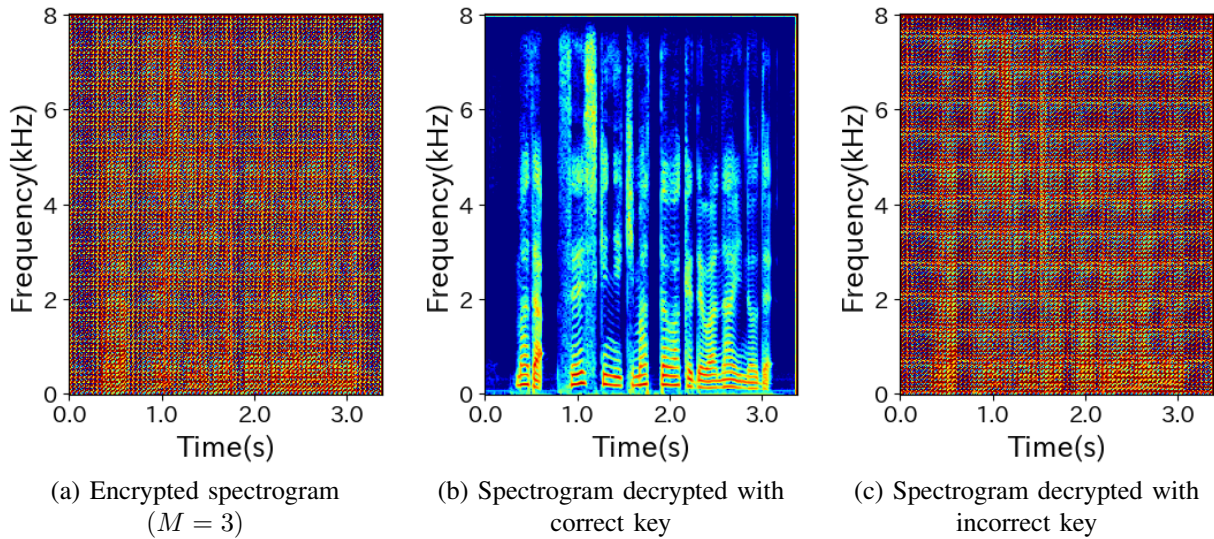 8
6
4
2
0
Frequency(kHz)
0.0 1.0 2.0 3.0
Time(s)
(a) Encrypted spectrogram
(M = 3)
8
6
4
2
0
Frequency(kHz)
0.0 1.0 2.0 3.0
Time(s)
(b) Spectrogram decrypted with
correct key
8
6
4
2
0
Frequency(kHz)
0.0 1.0 2.0 3.0
Time(s)
(c) Spectrogram decrypted with
incorrect key